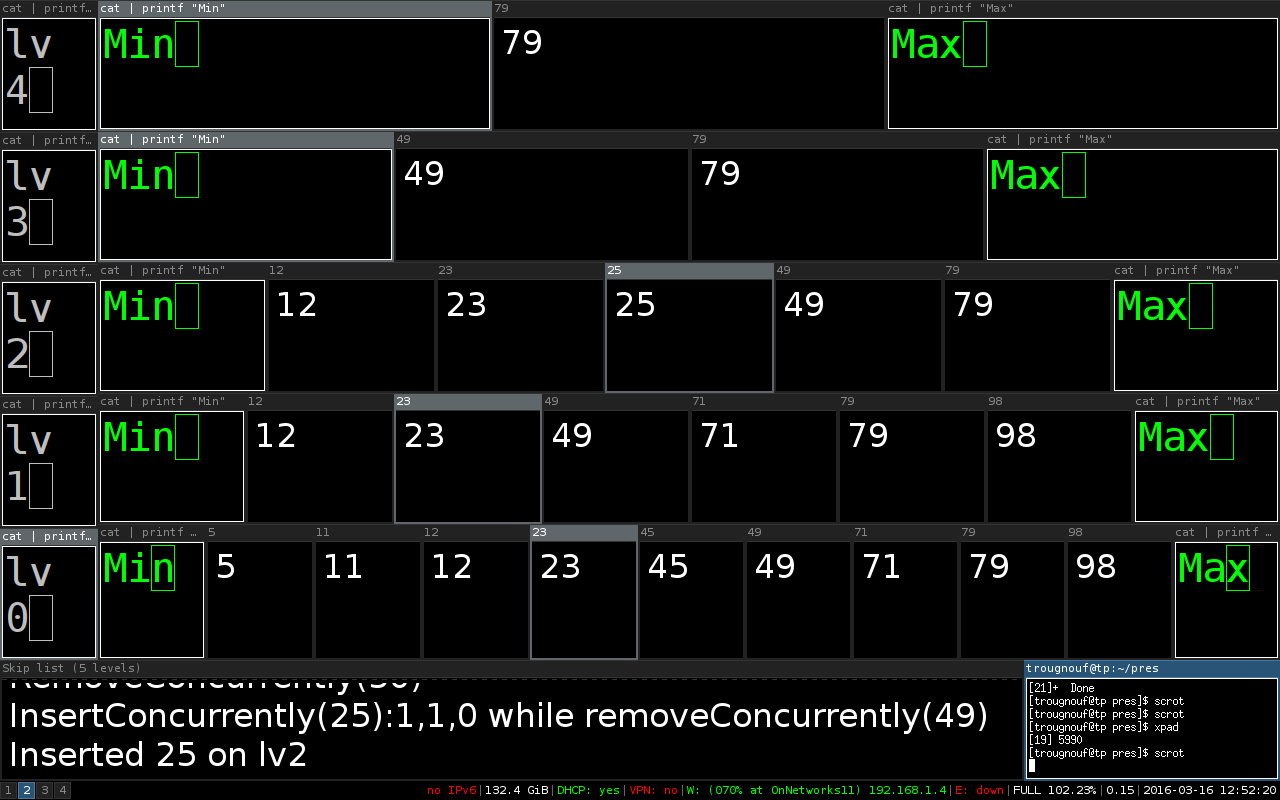 cat | printf… cat | printf "Min" 79 cat | printf "Max"
lv Min 79 Max
4
cat | printf… cat | printf "Min" 49 79 cat | printf "Max"
lv Min 49 79 Max
3
cat | printf… cat | printf "Min" 12 23 25 49 79 cat | printf "Max"
lv Min 12 23 25 49 79 Max
2
cat | printf… cat | printf "Min" 12 23 49 71 79 98 cat | printf "Max"
lv Min 12 23 49 71 79 98 Max
1
cat | printf… cat | printf … 5 11 12 23 45 49 71 79 98 cat | printf …
lv Min 5 11 12 23 45 49 71 79 98 Max
0
Skip list (5 levels)
InsertConcurrently(25):1,1,0 while removeConcurrently(49)
Inserted 25 on lv2
trougnouf@tp:~/pres
[21]+ Done
[trougnouf@tp pres]$ scrot
[trougnouf@tp pres]$ scrot
[trougnouf@tp pres]$ xpad
[19] 5990
[trougnouf@tp pres]$ scrot
1 2 3 4 no IPv6|132.4 GiB|DHCP: yes|VPN: no|W: (070% at OnNetworks11) 192.168.1.4|E: down|FULL 102.23%|0.15|2016-03-16 12:52:20